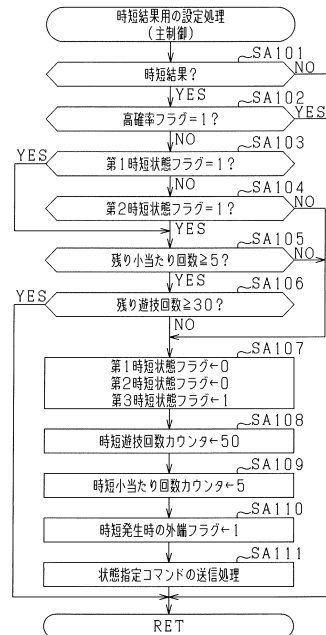 時短結果用の設定処理
(主制御)
SA101
時短結果?
NO
YES
SA102
高確率フラグ=1?
YES
NO
SA103
YES
第1時短状態フラグ=1?
NO
SA104
第2時短状態フラグ=1?
NO
YES
SA105
残り小当たり回数≧5?
NO
YES
SA106
YES
残り遊技回数≧30?
NO
SA107
第1時短状態フラグ←0
第2時短状態フラグ←0
第3時短状態フラグ←1
SA108
時短遊技回数カウンタ←50
SA109
時短小当たり回数カウンタ←5
SA110
時短発生時の外端フラグ←1
SA111
状態指定コマンドの送信処理
RET